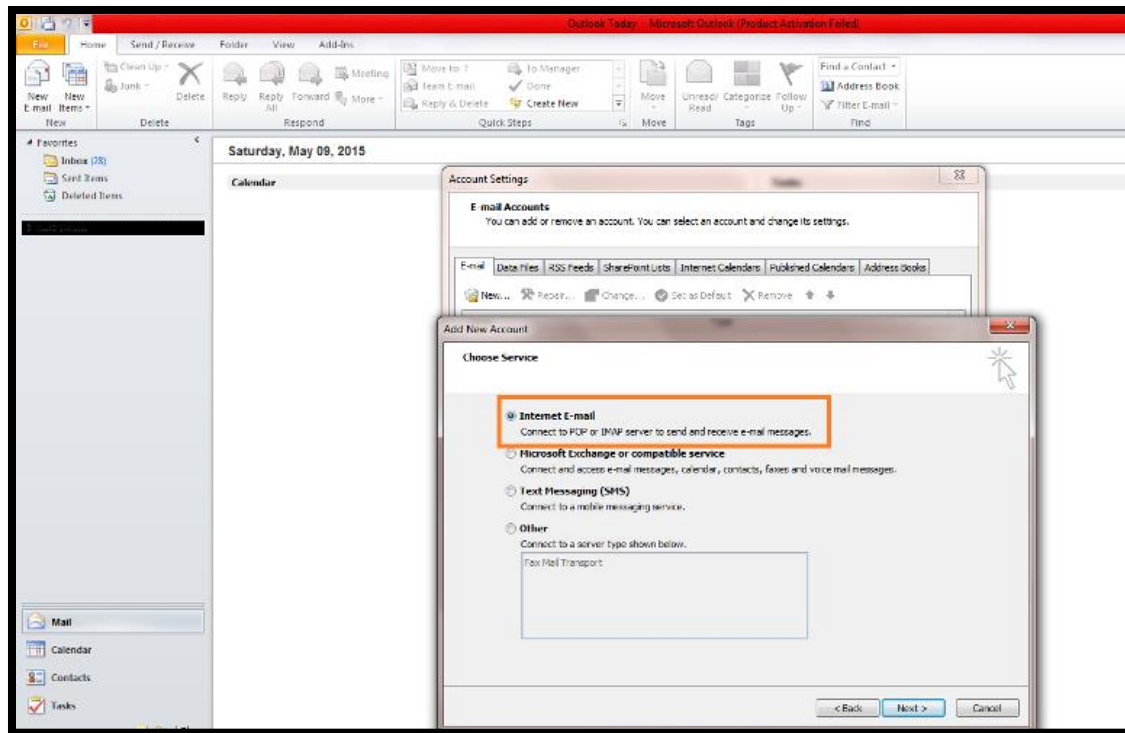 Outlook Today - Microsoft Outlook (Product Activation Failed)
File Home Send / Receive Folder View Add-Ins
New E-mail
New Items
Clean Up
Junk
Delete
Reply
Reply All
Forward
Meeting
More
Move to: ?
Team E-mail
Reply & Delete
To Manager
Done
Create New
Move
Unread/ Read
Categorize
Follow Up
Find a Contact
Address Book
Filter E-mail
New Delete Respond Quick Steps Move Tags Find
Favorites
Inbox (28)
Sent Items
Deleted Items
Saturday, May 09, 2015
Calendar
Account Settings
E-mail Accounts
You can add or remove an account. You can select an account and change its settings.
E-mail Data Files RSS Feeds SharePoint Lists Internet Calendars Published Calendars Address Books
New... Repair... Change... Set as Default Remove
Add New Account
Choose Service
Internet E-mail
Connect to POP or IMAP server to send and receive e-mail messages.
Microsoft Exchange or compatible service
Connect and access e-mail messages, calendar, contacts, faxes and voice mail messages.
Text Messaging (SMS)
Connect to a mobile messaging service.
Other
Connect to a server type shown below.
Fax Mail Transport
< Back Next > Cancel
Mail
Calendar
Contacts
Tasks